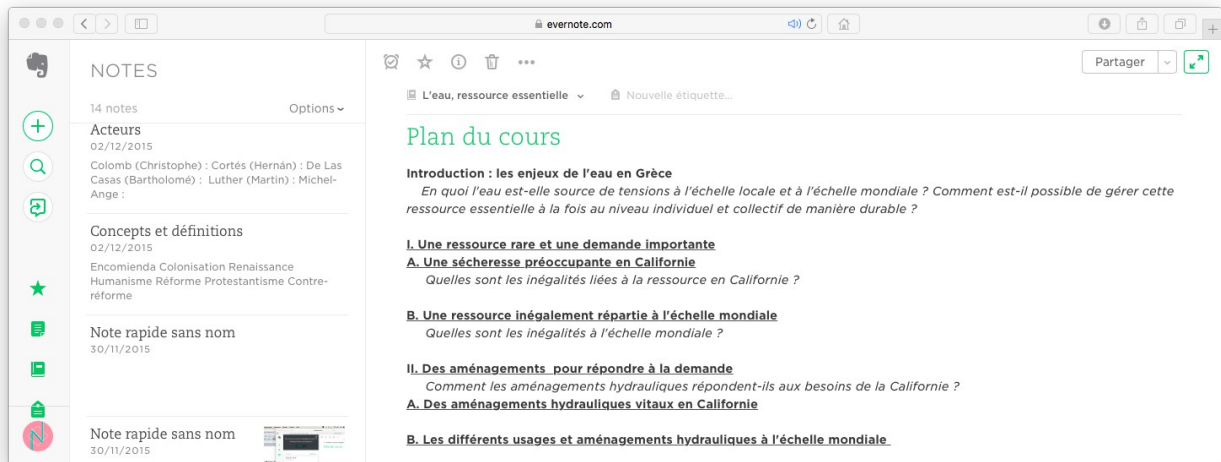 evernote.com
NOTES
14 notes
Options
Acteurs
02/12/2015
Colomb (Christophe) : Cortés (Hernán) : De Las
Casas (Bartholomé) : Luther (Martin) : Michel-
Ange :
Concepts et définitions
02/12/2015
Encomienda Colonisation Renaissance
Humanisme Réforme Protestantisme Contre-
réforme
Note rapide sans nom
30/11/2015
Note rapide sans nom
30/11/2015
Partager
L'eau, ressource essentielle
Nouvelle étiquette...
Plan du cours
Introduction : les enjeux de l'eau en Grèce
En quoi l'eau est-elle source de tensions à l'échelle locale et à l'échelle mondiale ? Comment est-il possible de gérer cette
ressource essentielle à la fois au niveau individuel et collectif de manière durable ?
I. Une ressource rare et une demande importante
A. Une sécheresse préoccupante en Californie
Quelles sont les inégalités liées à la ressource en Californie ?
B. Une ressource inégalement répartie à l'échelle mondiale
Quelles sont les inégalités à l'échelle mondiale ?
II. Des aménagements pour répondre à la demande
Comment les aménagements hydrauliques répondent-ils aux besoins de la Californie ?
A. Des aménagements hydrauliques vitaux en Californie
B. Les différents usages et aménagements hydrauliques à l'échelle mondiale